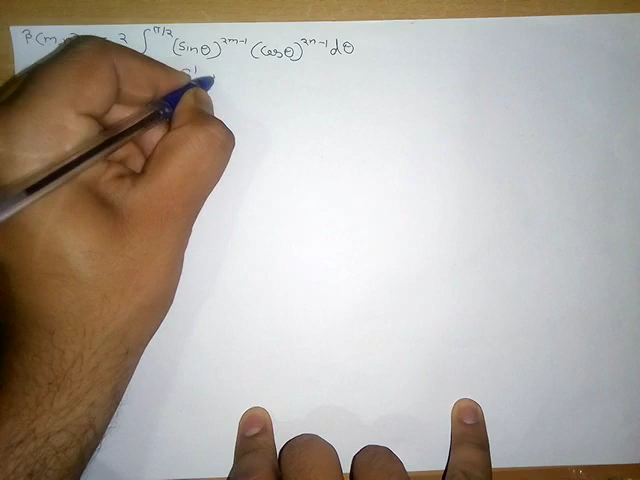 β(m, = 2 ∫^π/2 (sinθ)^2m-1 (cosθ)^2n-1 dθ